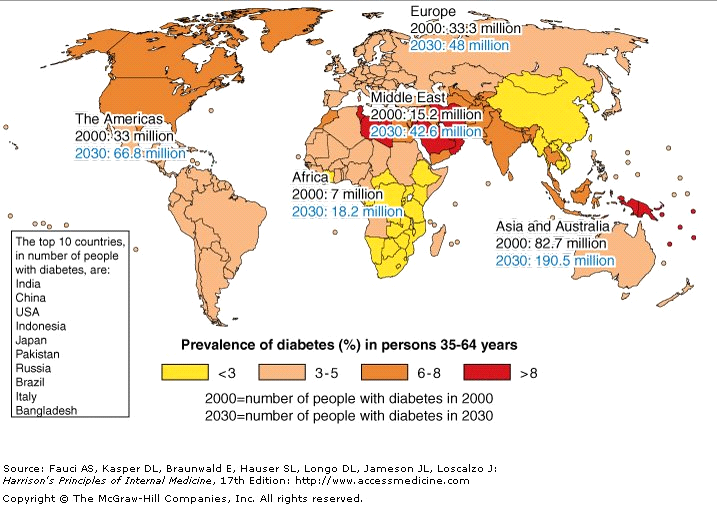 Europe
2000: 33.3 million
2030: 48 million
Middle East
2000: 15.2 million
2030: 42.6 million
The Americas
2000: 33 million
2030: 66.8 million
Africa
2000: 7 million
2030: 18.2 million
Asia and Australia
2000: 82.7 million
2030: 190.5 million
The top 10 countries,
in number of people
with diabetes, are:
India
China
USA
Indonesia
Japan
Pakistan
Russia
Brazil
Italy
Bangladesh
Prevalence of diabetes (%) in persons 35-64 years
<3
3-5
6-8
>8
2000=number of people with diabetes in 2000
2030=number of people with diabetes in 2030
Source: Fauci AS, Kasper DL, Braunwald E, Hauser SL, Longo DL, Jameson JL, Loscalzo J:
Harrison's Principles of Internal Medicine, 17th Edition: http://www.accessmedicine.com
Copyright © The McGraw-Hill Companies, Inc. All rights reserved.